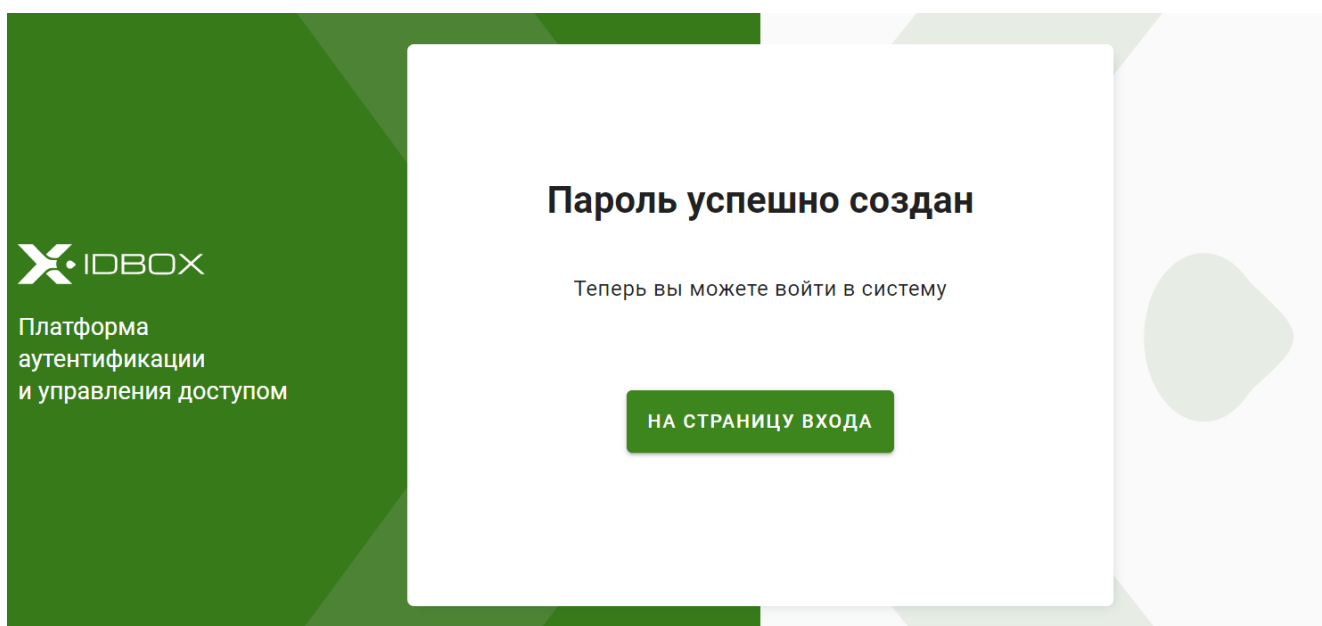 IDBOX
Платформа
аутентификации
и управления доступом
Пароль успешно создан
Теперь вы можете войти в систему
НА СТРАНИЦУ ВХОДА